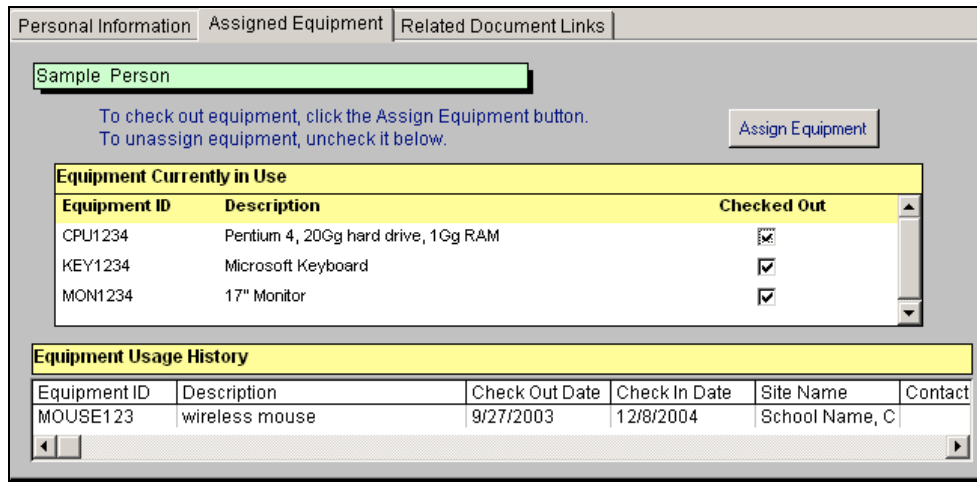 Personal Information Assigned Equipment Related Document Links
Sample Person
To check out equipment, click the Assign Equipment button.
To unassign equipment, uncheck it below.
Assign Equipment
Equipment Currently in Use
Equipment ID Description Checked Out
CPU1234 Pentium 4, 20Gg hard drive, 1Gg RAM
KEY1234 Microsoft Keyboard
MON1234 17" Monitor
Equipment Usage History
Equipment ID Description Check Out Date Check In Date Site Name Contact
MOUSE123 wireless mouse 9/27/2003 12/8/2004 School Name, C